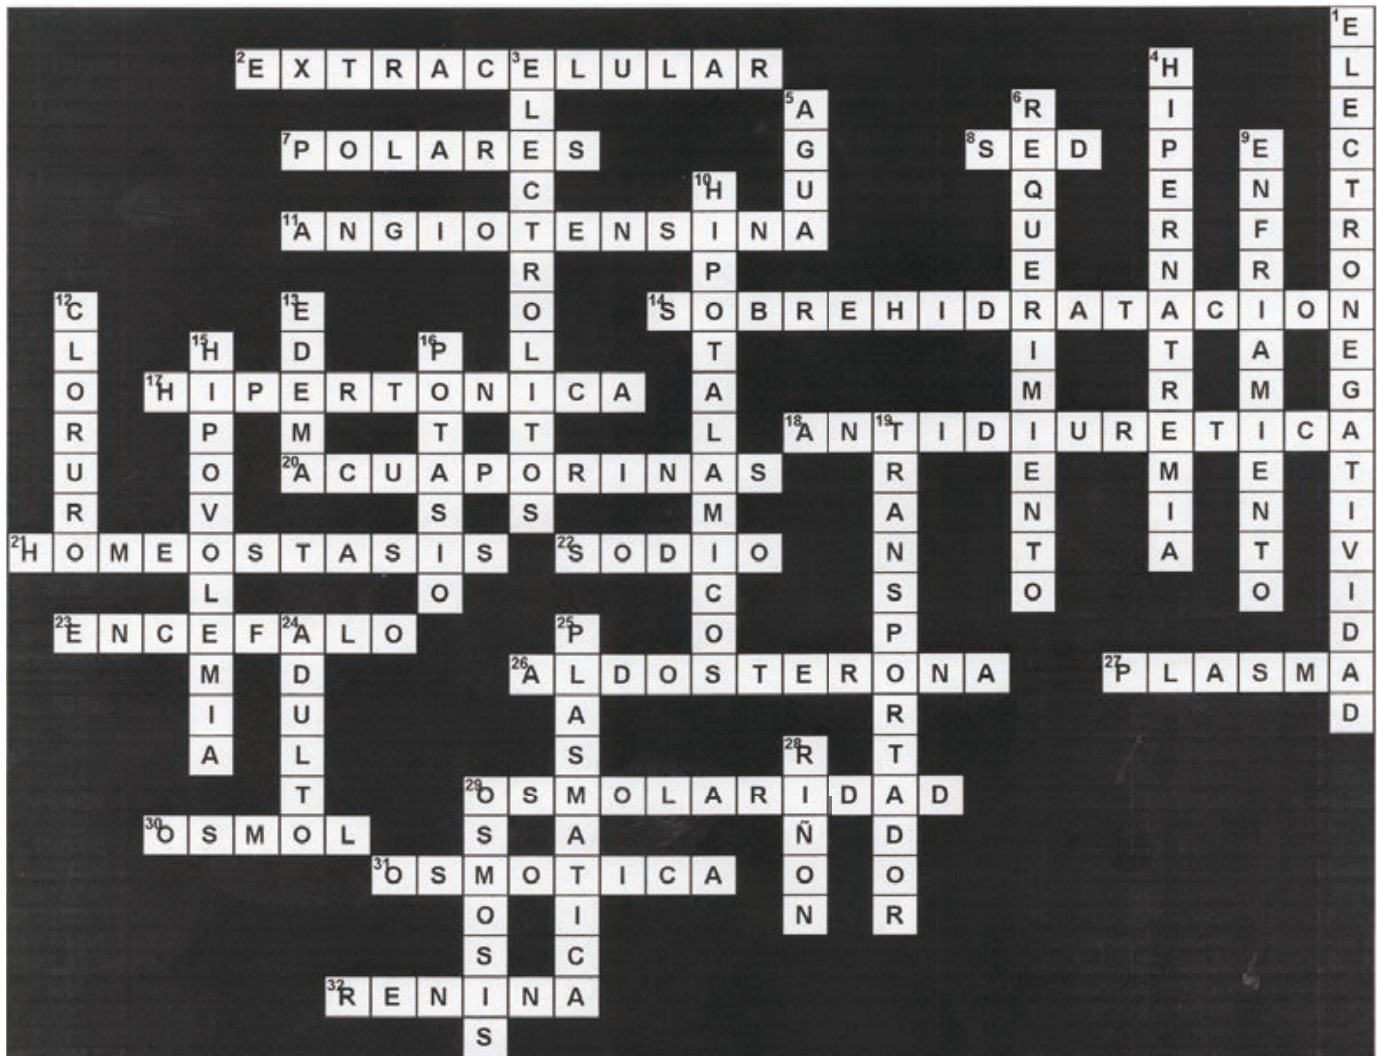 1 ELECTRONEGATIVIDAD
2 EXTRACELULAR
3 ELECTROLITOS
4 HIPERNATREMIA
5 AGUA
6 REQUERIMIENTO
7 POLARES
8 SED
9 ENFRIAMIENTO
10 HIPOTALAMICOS
11 ANGIOTENSINA
12 CLORURO
13 EDEMA
14 SOBREHIDRATACION
15 HIPOVOLEMIA
16 POTASIO
17 HIPERTONICA
18 ANTIDIURETICA
19 TRANSPORTADOR
20 ACUAPORINAS
21 HOMEOSTASIS
22 SODIO
23 ENCEFALO
24 ADULTO
25 PLASMATICA
26 ALDOSTERONA
27 PLASMA
28 RIÑON
29 OSMOLARIDAD
29 OSMOSIS
30 OSMOL
31 OSMOTICA
32 RENINA